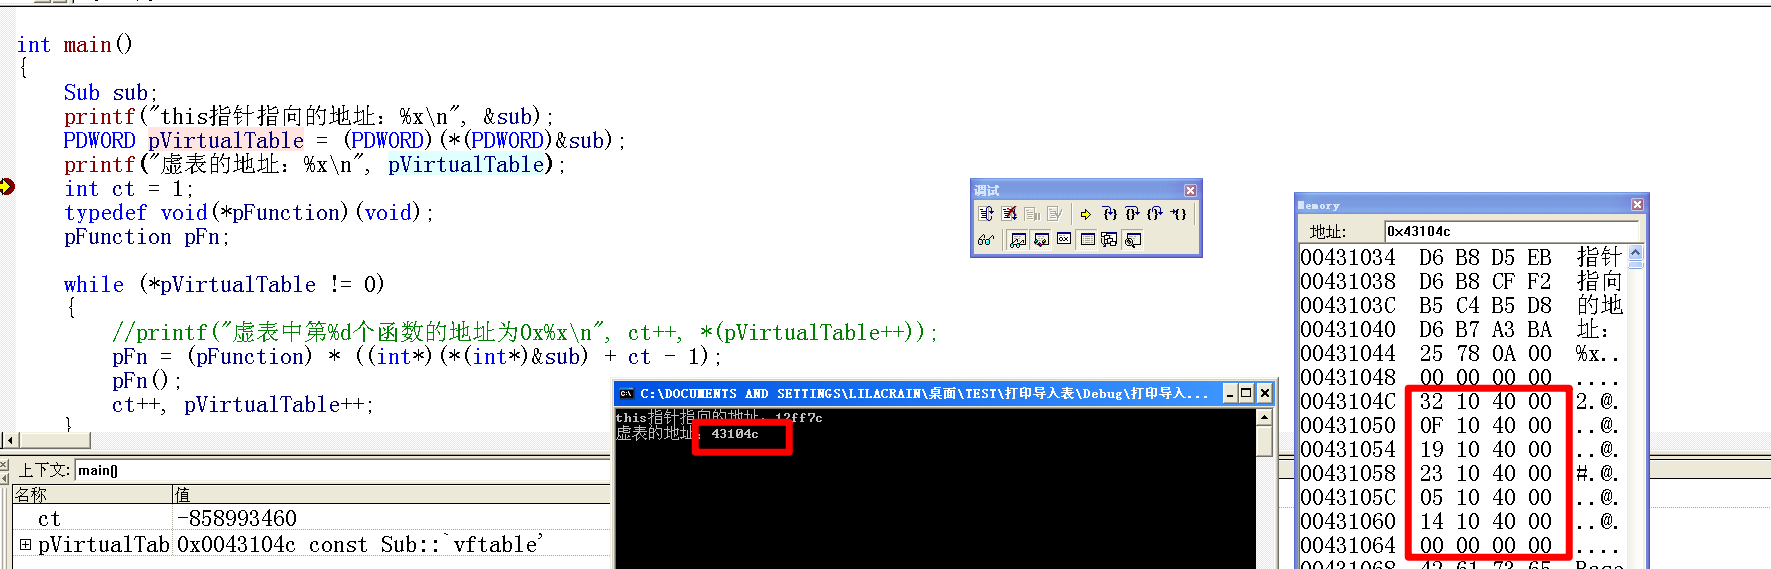 int main()
{
Sub sub;
printf("this指针指向的地址：%x\n", &sub);
PDWORD pVirtualTable = (PDWORD)(*(PDWORD)&sub);
printf("虚表的地址：%x\n", pVirtualTable);
int ct = 1;
typedef void(*pFunction)(void);
pFunction pFn;
while (*pVirtualTable != 0)
{
//printf("虚表中第%d个函数的地址为0x%x\n", ct++, *(pVirtualTable++));
pFn = (pFunction) * ((int*)(*(int*)&sub) + ct - 1);
pFn();
ct++, pVirtualTable++;
}
上下文: main()
名称 值
ct -858993460
pVirtualTab 0x0043104c const Sub::`vftable'
调试
C:\DOCUMENTS AND SETTINGS\LILACRAIN\桌面\TEST\打印导入表\Debug\打印导入...
this指针指向的地址：12ff7c
虚表的地址：43104c
Memory
地址: 0x43104c
00431034 D6 B8 D5 EB 指针
00431038 D6 B8 CF F2 指向
0043103C B5 C4 B5 D8 的地
00431040 D6 B7 A3 BA 址：
00431044 25 78 0A 00 %x..
00431048 00 00 00 00 ....
0043104C 32 10 40 00 2.@.
00431050 0F 10 40 00 ..@.
00431054 19 10 40 00 ..@.
00431058 23 10 40 00 #.@.
0043105C 05 10 40 00 ..@.
00431060 14 10 40 00 ..@.
00431064 00 00 00 00 ....
00431068 42 61 73 65 Base